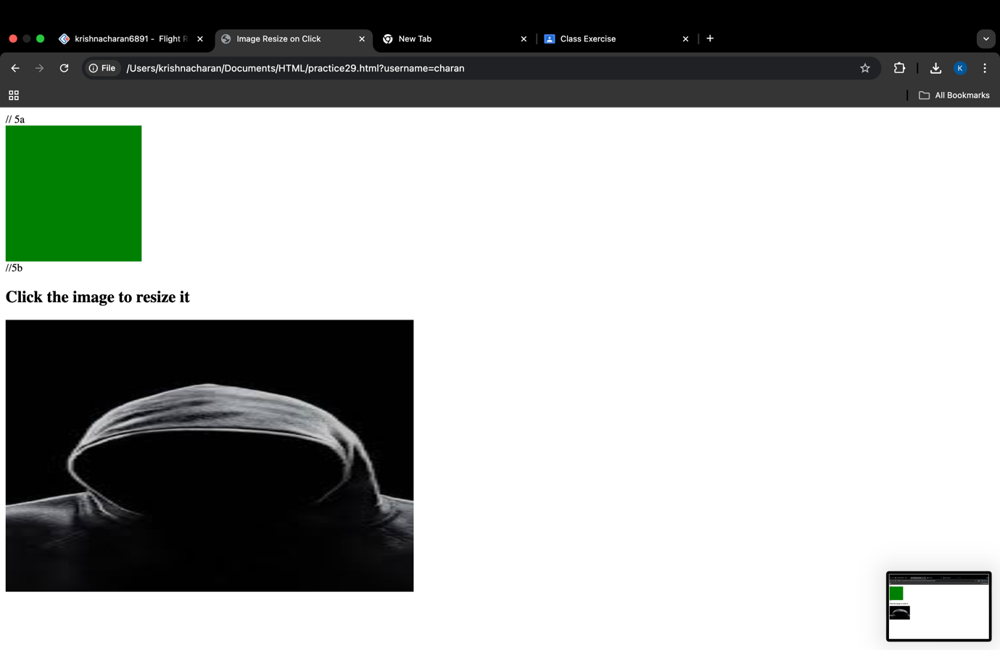 krishnacharan6891 - Flight R
Image Resize on Click
New Tab
Class Exercise
File
/Users/krishnacharan/Documents/HTML/practice29.html?username=charan
K
All Bookmarks
// 5a
//5b
Click the image to resize it